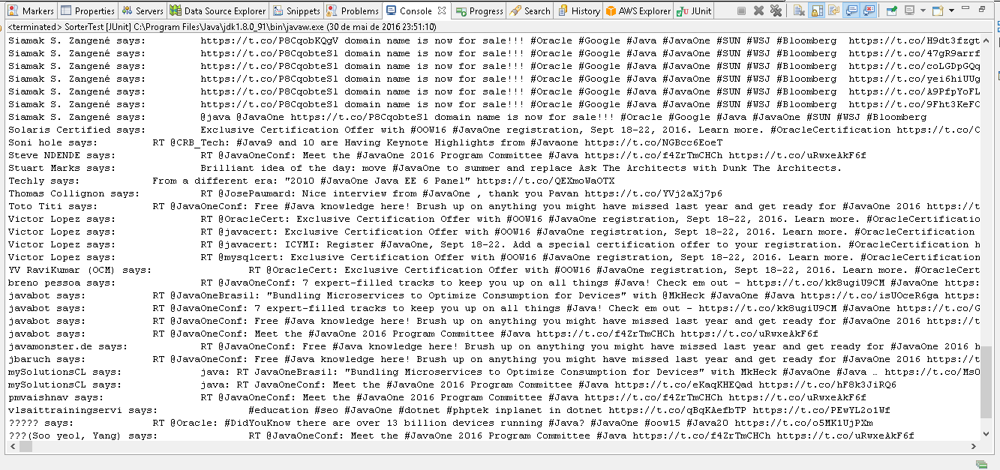 Markers Properties Servers Data Source Explorer Snippets Problems Console Progress Search History AWS Explorer JUnit
<terminated> SorterTest [JUnit] C:\Program Files\Java\jdk1.8.0_91\bin\javaw.exe (30 de mai de 2016 23:51:10)
Siamak S. Zangené says: https://t.co/P8CqobKQgV domain name is now for sale!!! #Oracle #Google #Java #JavaOne #SUN #WSJ #Bloomberg https://t.co/H9dt3fzgt
Siamak S. Zangené says: https://t.co/P8CqobteSl domain name is now for sale!!! #Oracle #Google #Java #JavaOne #SUN #WSJ #Bloomberg https://t.co/47gR9arrf
Siamak S. Zangené says: https://t.co/P8CqobteSl domain name is now for sale!!! #Oracle #Google #Java #JavaOne #SUN #WSJ #Bloomberg https://t.co/coLGDpGQq
Siamak S. Zangené says: https://t.co/P8CqobteSl domain name is now for sale!!! #Oracle #Google #Java #JavaOne #SUN #WSJ #Bloomberg https://t.co/yei6hiUUg
Siamak S. Zangené says: https://t.co/P8CqobteSl domain name is now for sale!!! #Oracle #Google #Java #JavaOne #SUN #WSJ #Bloomberg https://t.co/A9PfpYoFL
Siamak S. Zangené says: https://t.co/P8CqobteSl domain name is now for sale!!! #Oracle #Google #Java #JavaOne #SUN #WSJ #Bloomberg https://t.co/9Fht3KeFC
Siamak S. Zangené says: @java @JavaOne https://t.co/P8CqobteSl domain name is now for sale!!! #Oracle #Google #Java #JavaOne #SUN #WSJ #Bloomberg
Solaris Certified says: Exclusive Certification Offer with #OOW16 #JavaOne registration, Sept 18-22, 2016. Learn more. #OracleCertification https://t.co/C
Soni hole says: RT @CRB_Tech: #Java9 and 10 are Having Keynote Highlights from #Javaone https://t.co/NGBcc6EoeT
Steve NDENDE says: RT @JavaOneConf: Meet the #JavaOne 2016 Program Committee #Java https://t.co/f4ZrTmCHCh https://t.co/uRwxeAkF6f
Stuart Marks says: Brilliant idea of the day: move #JavaOne to summer and replace Ask The Architects with Dunk The Architects.
Techly says: From a different era: "2010 #JavaOne Java EE 6 Panel" https://t.co/QEXmoWaOTX
Thomas Collignon says: RT @JosePaumard: Nice interview from #JavaOne , thank you Pavan https://t.co/YVj2aXj7p6
Toto Titi says: RT @JavaOneConf: Free #Java knowledge here! Brush up on anything you might have missed last year and get ready for #JavaOne 2016 https://t.c
Victor Lopez says: RT @OracleCert: Exclusive Certification Offer with #OOW16 #JavaOne registration, Sept 18-22, 2016. Learn more. #OracleCertificatio
Victor Lopez says: RT @javacert: Exclusive Certification Offer with #OOW16 #JavaOne registration, Sept 18-22, 2016. Learn more. #OracleCertification
Victor Lopez says: RT @javacert: ICYMI: Register #JavaOne, Sept 18-22. Add a special certification offer to your registration. #OracleCertification h
Victor Lopez says: RT @mysqlcert: Exclusive Certification Offer with #OOW16 #JavaOne registration, Sept 18-22, 2016. Learn more. #OracleCertification
YV RaviKumar (OCM) says: RT @OracleCert: Exclusive Certification Offer with #OOW16 #JavaOne registration, Sept 18-22, 2016. Learn more. #OracleCert
breno pessoa says: RT @JavaOneConf: 7 expert-filled tracks to keep you up on all things #Java! Check em out - https://t.co/kk8ugiU9CM #JavaOne https:
javabot says: RT @JavaOneBrasil: "Bundling Microservices to Optimize Consumption for Devices" with @MkHeck #JavaOne #Java https://t.co/isUOceR6ga https:
javabot says: RT @JavaOneConf: 7 expert-filled tracks to keep you up on all things #Java! Check em out - https://t.co/kk8ugiU9CM #JavaOne https://t.co/G
javabot says: RT @JavaOneConf: Free #Java knowledge here! Brush up on anything you might have missed last year and get ready for #JavaOne 2016 https://t
javabot says: RT @JavaOneConf: Meet the #JavaOne 2016 Program Committee #Java https://t.co/f4ZrTmCHCh https://t.co/uRwxeAkF6f
javamonster.de says: RT @JavaOneConf: Free #Java knowledge here! Brush up on anything you might have missed last year and get ready for #JavaOne 2016 h
jbaruch says: RT @JavaOneConf: Free #Java knowledge here! Brush up on anything you might have missed last year and get ready for #JavaOne 2016 https://t
mySolutionsCL says: java: RT JavaOneBrasil: "Bundling Microservices to Optimize Consumption for Devices" with MkHeck #JavaOne #Java … https://t.co/MsO
mySolutionsCL says: java: RT JavaOneConf: Meet the #JavaOne 2016 Program Committee #Java https://t.co/eKaqKHEQad https://t.co/hF8k3JiRQ6
pmvaishnav says: RT @JavaOneConf: Meet the #JavaOne 2016 Program Committee #Java https://t.co/f4ZrTmCHCh https://t.co/uRwxeAkF6f
vlsaittrainingservi says: #education #seo #JavaOne #dotnet #phptek inplanet in dotnet https://t.co/qBqKAefbTP https://t.co/PEwYL2o1Wf
????? says: RT @Oracle: #DidYouKnow there are over 13 billion devices running #Java? #JavaOne #oow15 #Java20 https://t.co/o5MK1UjPXm
???(Soo yeol, Yang) says: RT @JavaOneConf: Meet the #JavaOne 2016 Program Committee #Java https://t.co/f4ZrTmCHCh https://t.co/uRwxeAkF6f